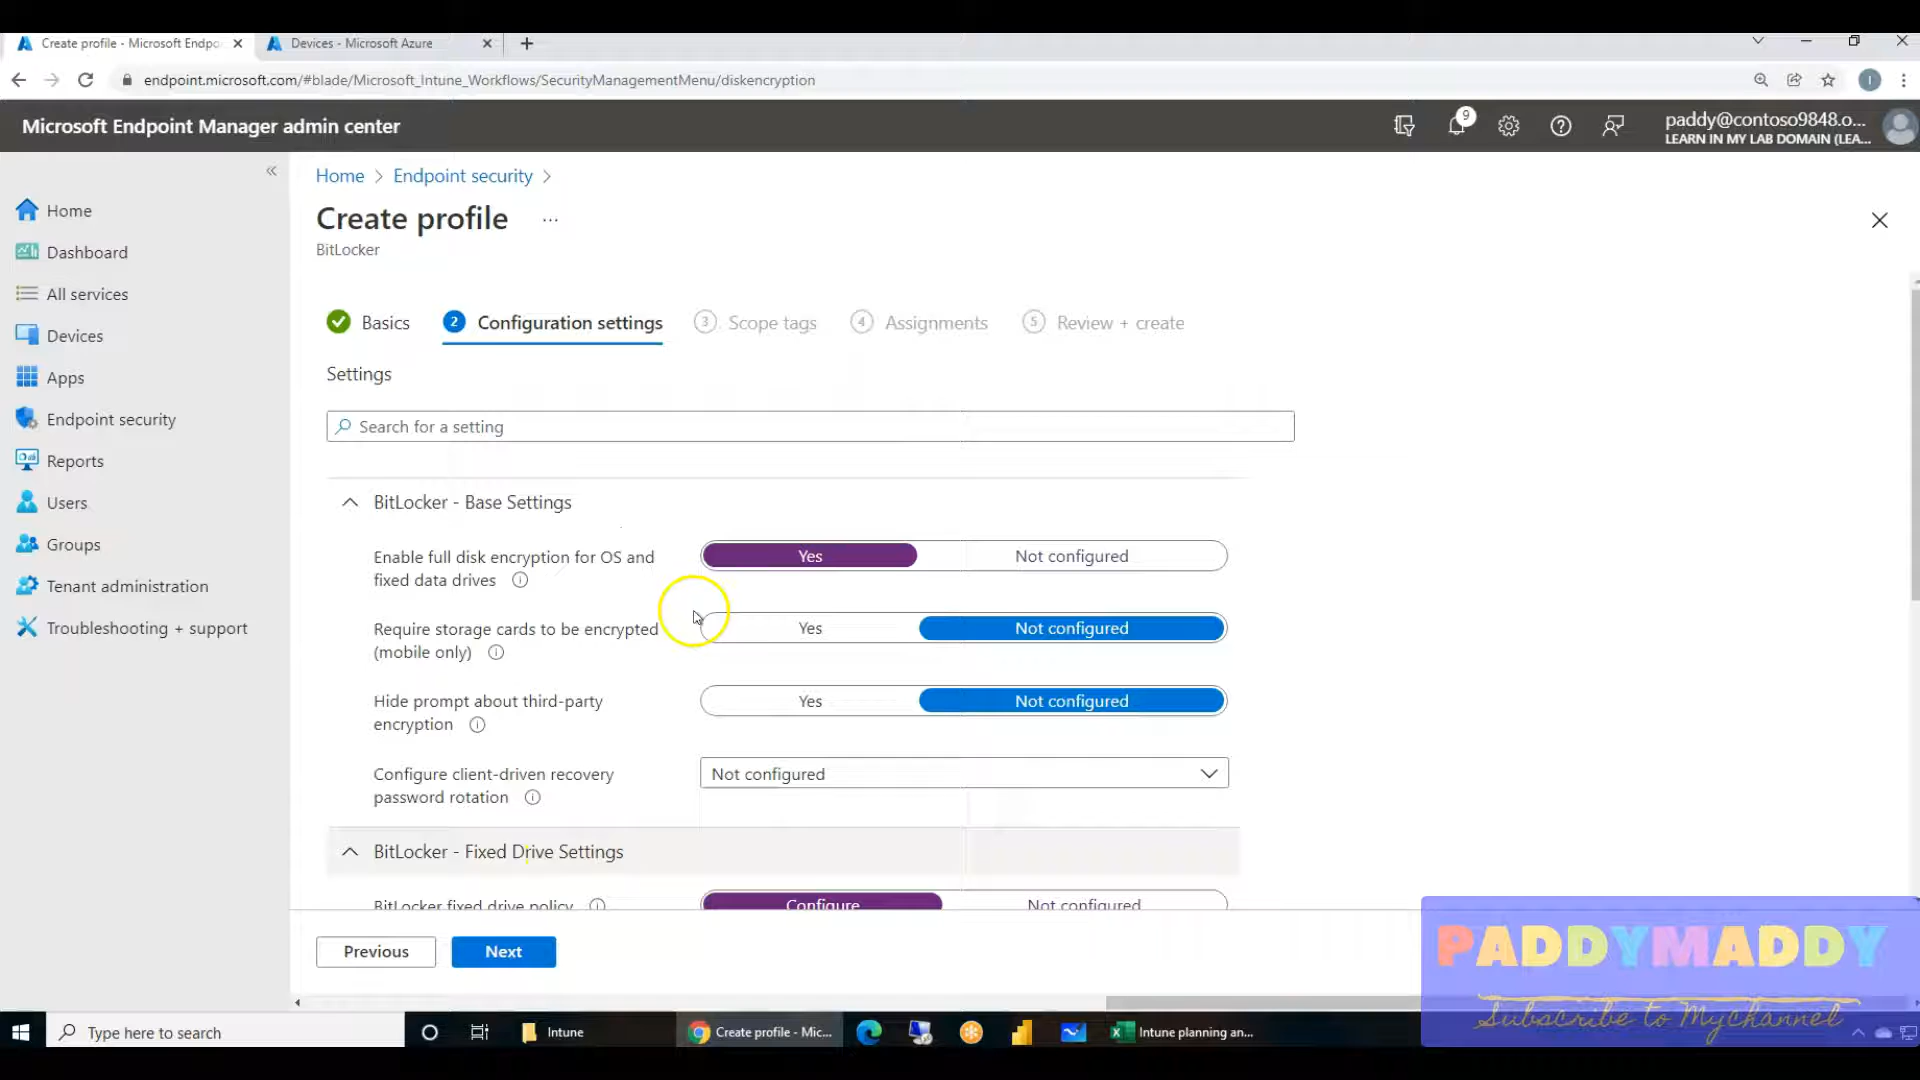 Create profile - Microsoft Endpo
Devices - Microsoft Azure
endpoint.microsoft.com/#blade/Microsoft_Intune_Workflows/SecurityManagementMenu/diskencryption
Microsoft Endpoint Manager admin center
9
paddy@contoso9848.o...
LEARN IN MY LAB DOMAIN (LEA...
Home
Dashboard
All services
Devices
Apps
Endpoint security
Reports
Users
Groups
Tenant administration
Troubleshooting + support
Home > Endpoint security >
Create profile ...
BitLocker
Basics
2 Configuration settings
3 Scope tags
4 Assignments
5 Review + create
Settings
Search for a setting
BitLocker - Base Settings
Enable full disk encryption for OS and
fixed data drives
Yes
Not configured
Require storage cards to be encrypted
(mobile only)
Yes
Not configured
Hide prompt about third-party
encryption
Yes
Not configured
Configure client-driven recovery
password rotation
Not configured
BitLocker - Fixed Drive Settings
BitLocker fixed drive policy
Configure
Not configured
Previous
Next
PADDYMADDY
Subscribe to Mychannel
Type here to search
Intune
Create profile - Mic...
Intune planning an...